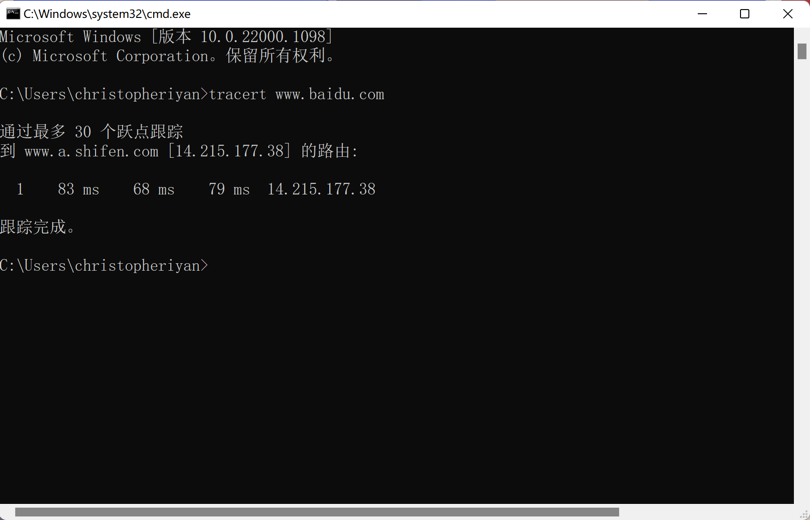 C:\Windows\system32\cmd.exe
Microsoft Windows [版本 10.0.22000.1098]
(c) Microsoft Corporation。保留所有权利。
C:\Users\christopheriyan>tracert www.baidu.com
通过最多 30 个跃点跟踪
到 www.a.shifen.com [14.215.177.38] 的路由:
1 83 ms 68 ms 79 ms 14.215.177.38
跟踪完成。
C:\Users\christopheriyan>